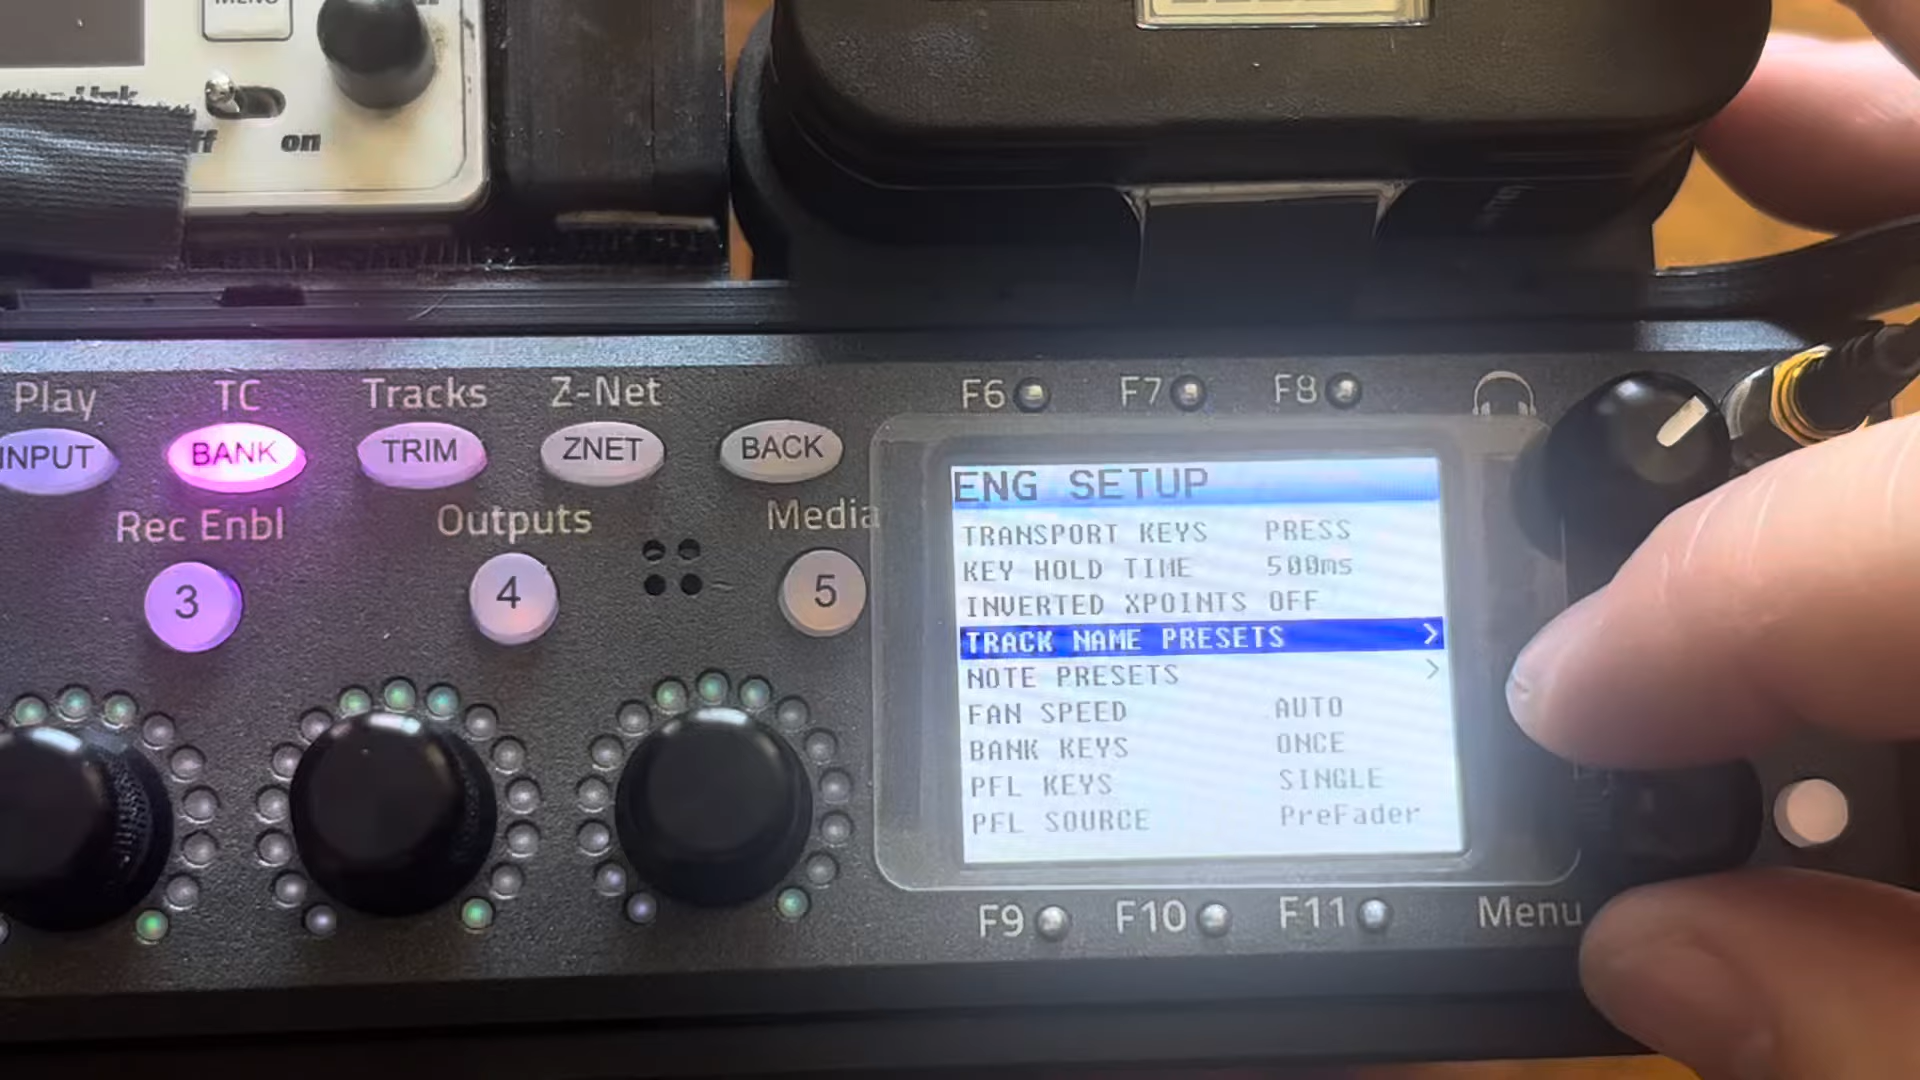 MENU
on
Play TC Tracks Z-Net
INPUT BANK TRIM ZNET BACK
Rec Enbl Outputs Media
3 4 5
F6 F7 F8
ENG SETUP
TRANSPORT KEYS PRESS
KEY HOLD TIME 500ms
INVERTED XPOINTS OFF
TRACK NAME PRESETS >
NOTE PRESETS >
FAN SPEED AUTO
BANK KEYS ONCE
PFL KEYS SINGLE
PFL SOURCE PreFader
F9 F10 F11 Menu